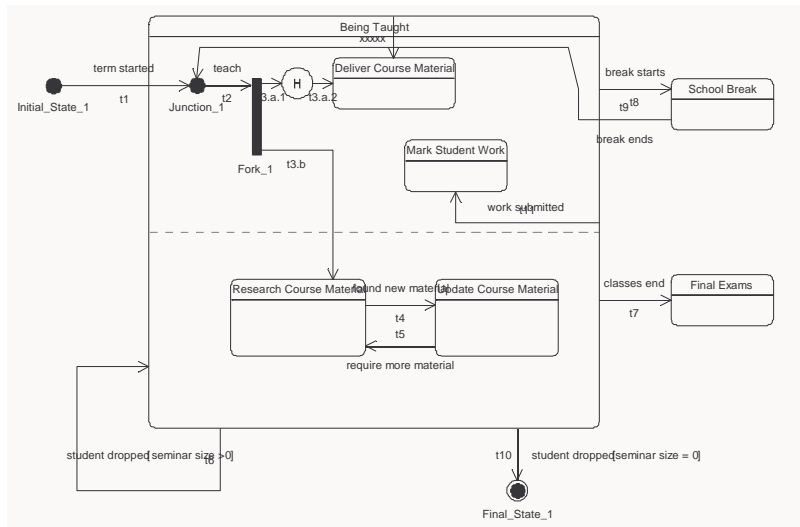 Being Taught
xxxxx
term started
teach
Deliver Course Material
break starts
School Break
H
Initial_State_1
t1
Junction_1
t2
3.a.1
t3.a.2
t9
t8
break ends
Fork_1
t3.b
Mark Student Work
work submitted
t11
Research Course Material
found new material
Update Course Material
classes end
Final Exams
t4
t7
t5
require more material
student dropped[seminar size >0]
t6
t10
student dropped[seminar size = 0]
Final_State_1